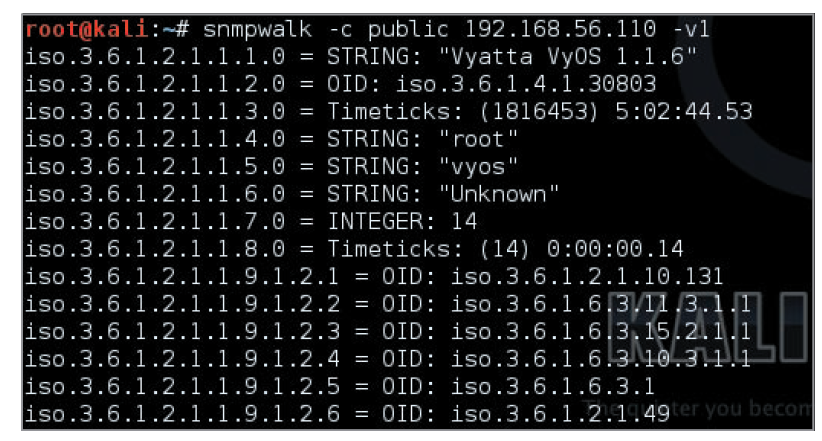 root@kali:~# snmpwalk -c public 192.168.56.110 -v1
iso.3.6.1.2.1.1.1.0 = STRING: "Vyatta VyOS 1.1.6"
iso.3.6.1.2.1.1.2.0 = OID: iso.3.6.1.4.1.30803
iso.3.6.1.2.1.1.3.0 = Timeticks: (1816453) 5:02:44.53
iso.3.6.1.2.1.1.4.0 = STRING: "root"
iso.3.6.1.2.1.1.5.0 = STRING: "vyos"
iso.3.6.1.2.1.1.6.0 = STRING: "Unknown"
iso.3.6.1.2.1.1.7.0 = INTEGER: 14
iso.3.6.1.2.1.1.8.0 = Timeticks: (14) 0:00:00.14
iso.3.6.1.2.1.1.9.1.2.1 = OID: iso.3.6.1.2.1.10.131
iso.3.6.1.2.1.1.9.1.2.2 = OID: iso.3.6.1.6.3.11.3.1.1
iso.3.6.1.2.1.1.9.1.2.3 = OID: iso.3.6.1.6.3.15.2.1.1
iso.3.6.1.2.1.1.9.1.2.4 = OID: iso.3.6.1.6.3.10.3.1.1
iso.3.6.1.2.1.1.9.1.2.5 = OID: iso.3.6.1.6.3.1
iso.3.6.1.2.1.1.9.1.2.6 = OID: iso.3.6.1.2.1.49
KALI
you becom